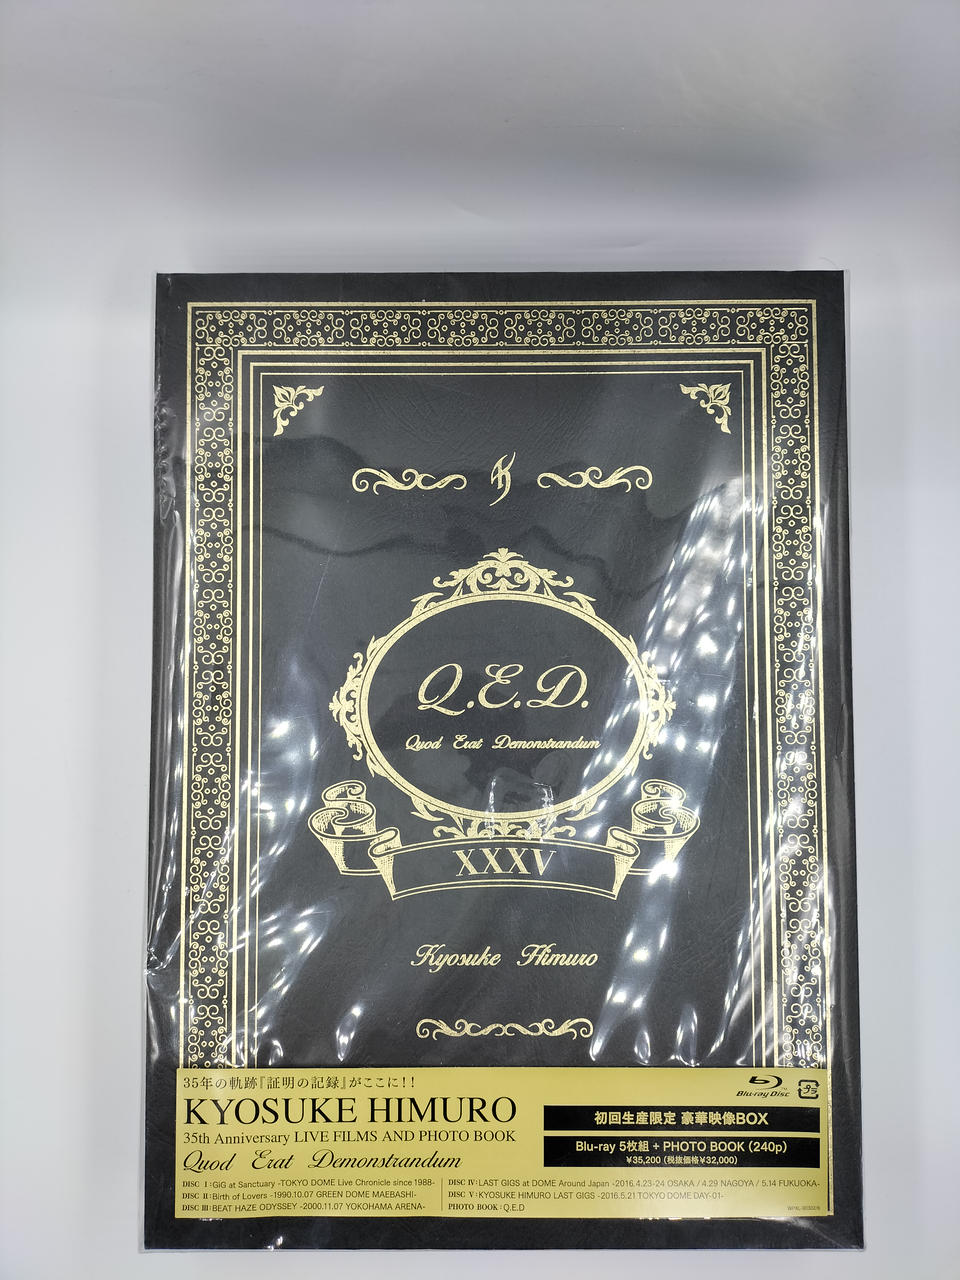 Q.E.D.
Quod Erat Demonstrandum
XXXV
Kyosuke Himuro
35年の軌跡『証明の記録』がここに!!
KYOSUKE HIMURO
35th Anniversary LIVE FILMS AND PHOTO BOOK
Quod Erat Demonstrandum
DISC I:GiG at Sanctuary -TOKYO DOME Live Chronicle since 1988-
DISC II:Birth of Lovers -1990.10.07 GREEN DOME MAEBASHI-
DISC III:BEAT HAZE ODYSSEY -2000.11.07 YOKOHAMA ARENA-
Blu-ray Disc
プラ
初回生産限定 豪華映像BOX
Blu-ray 5枚組 + PHOTO BOOK (240p)
¥35,200 (税抜価格¥32,000)
DISC IV:LAST GIGS at DOME Around Japan -2016.4.23-24 OSAKA / 4.29 NAGOYA / 5.14 FUKUOKA-
DISC V:KYOSUKE HIMURO LAST GIGS -2016.5.21 TOKYO DOME DAY-01-
PHOTO BOOK:Q.E.D